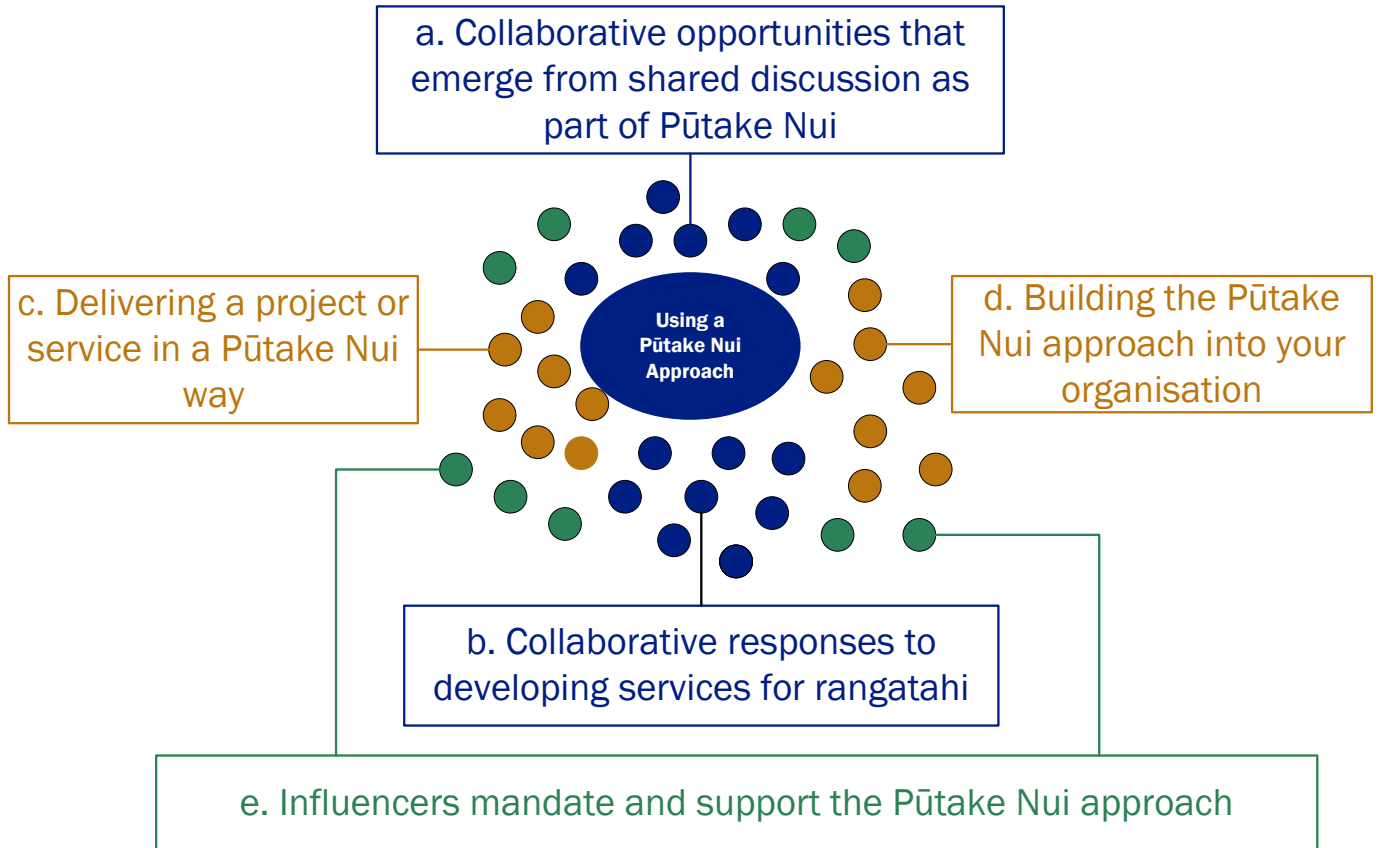 a. Collaborative opportunities that
emerge from shared discussion as
part of Pūtake Nui
c. Delivering a project or
service in a Pūtake Nui
way
Using a
Pūtake Nui
Approach
d. Building the Pūtake
Nui approach into your
organisation
b. Collaborative responses to
developing services for rangatahi
e. Influencers mandate and support the Pūtake Nui approach